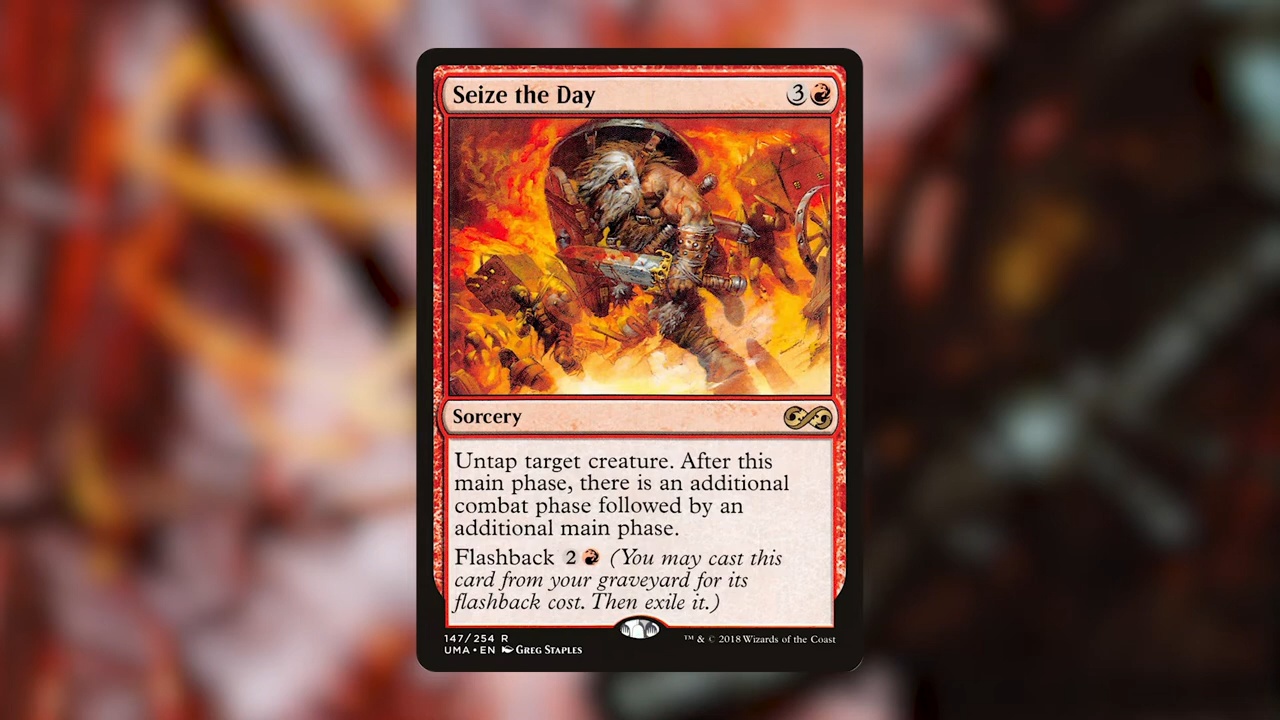 Seize the Day 3
Sorcery
Untap target creature. After this
main phase, there is an additional
combat phase followed by an
additional main phase.
Flashback 2 (You may cast this
card from your graveyard for its
flashback cost. Then exile it.)
147/254 R
™ & © 2018 Wizards of the Coast
UMA • EN Greg Staples